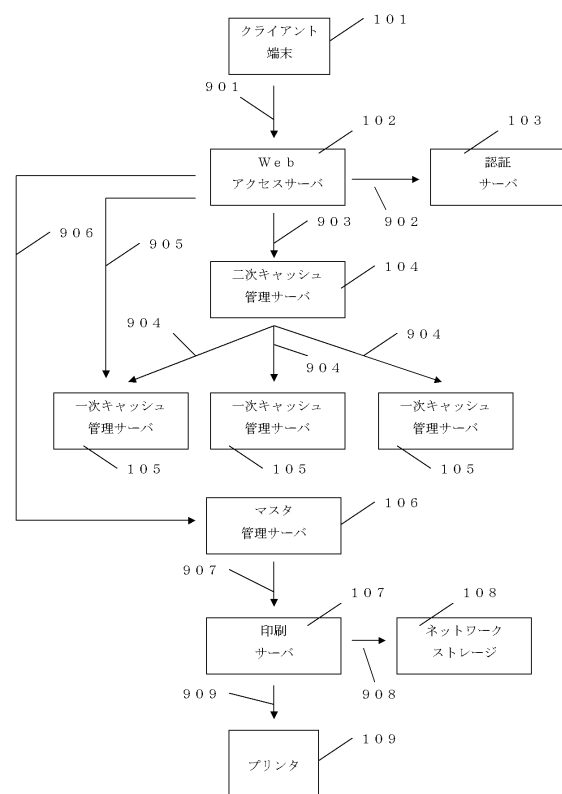 クライアント
端末
１０１
９０１
１０２
１０３
Ｗｅｂ
アクセスサーバ
認証
サーバ
９０６
９０５
９０３
９０２
二次キャッシュ
管理サーバ
１０４
９０４
９０４
９０４
一次キャッシュ
管理サーバ
一次キャッシュ
管理サーバ
一次キャッシュ
管理サーバ
１０５
１０５
１０５
マスタ
管理サーバ
１０６
９０７
１０７
１０８
印刷
サーバ
ネットワーク
ストレージ
９０９
９０８
プリンタ
１０９